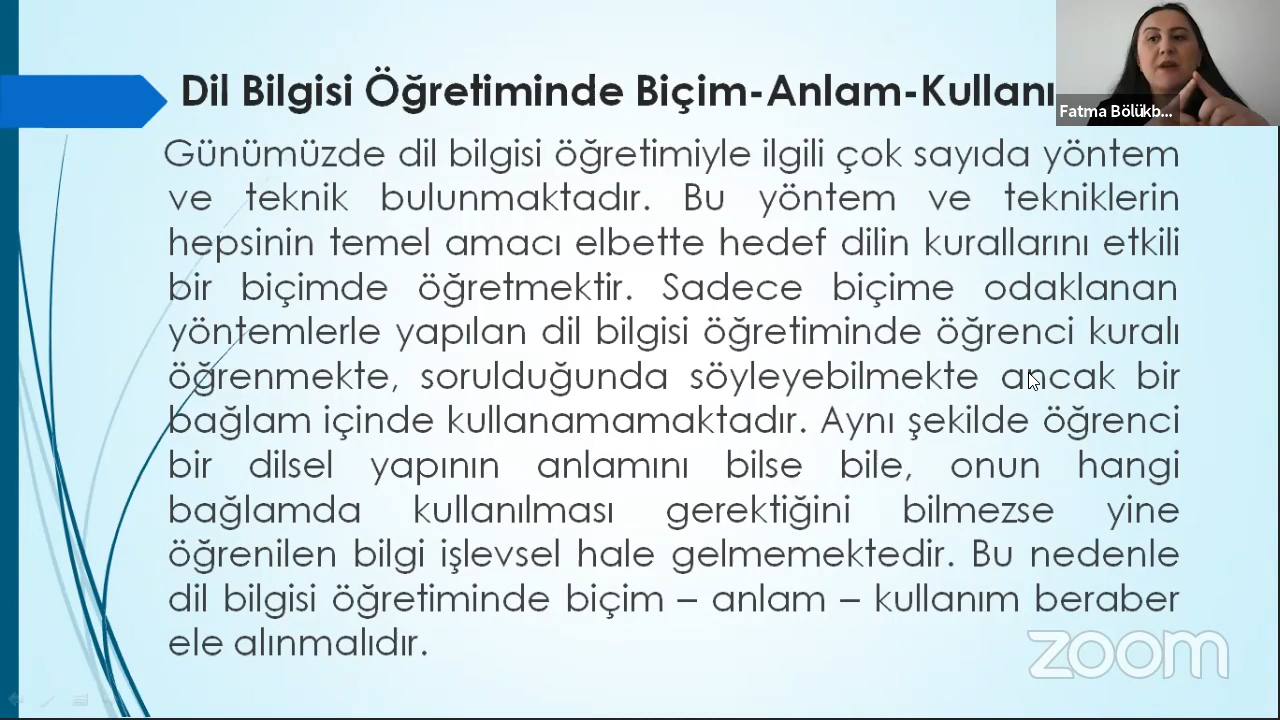 Dil Bilgisi Öğretiminde Biçim-Anlam-Kullanı
Fatma Bölükb...
Günümüzde dil bilgisi öğretimiyle ilgili çok sayıda yöntem
ve teknik bulunmaktadır. Bu yöntem ve tekniklerin
hepsinin temel amacı elbette hedef dilin kurallarını etkili
bir biçimde öğretmektir. Sadece biçime odaklanan
yöntemlerle yapılan dil bilgisi öğretiminde öğrenci kuralı
öğrenmekte, sorulduğunda söyleyebilmekte ancak bir
bağlam içinde kullanamamaktadır. Aynı şekilde öğrenci
bir dilsel yapının anlamını bilse bile, onun hangi
bağlamda kullanılması gerektiğini bilmezse yine
öğrenilen bilgi işlevsel hale gelmemektedir. Bu nedenle
dil bilgisi öğretiminde biçim – anlam – kullanım beraber
ele alınmalıdır.
zoom